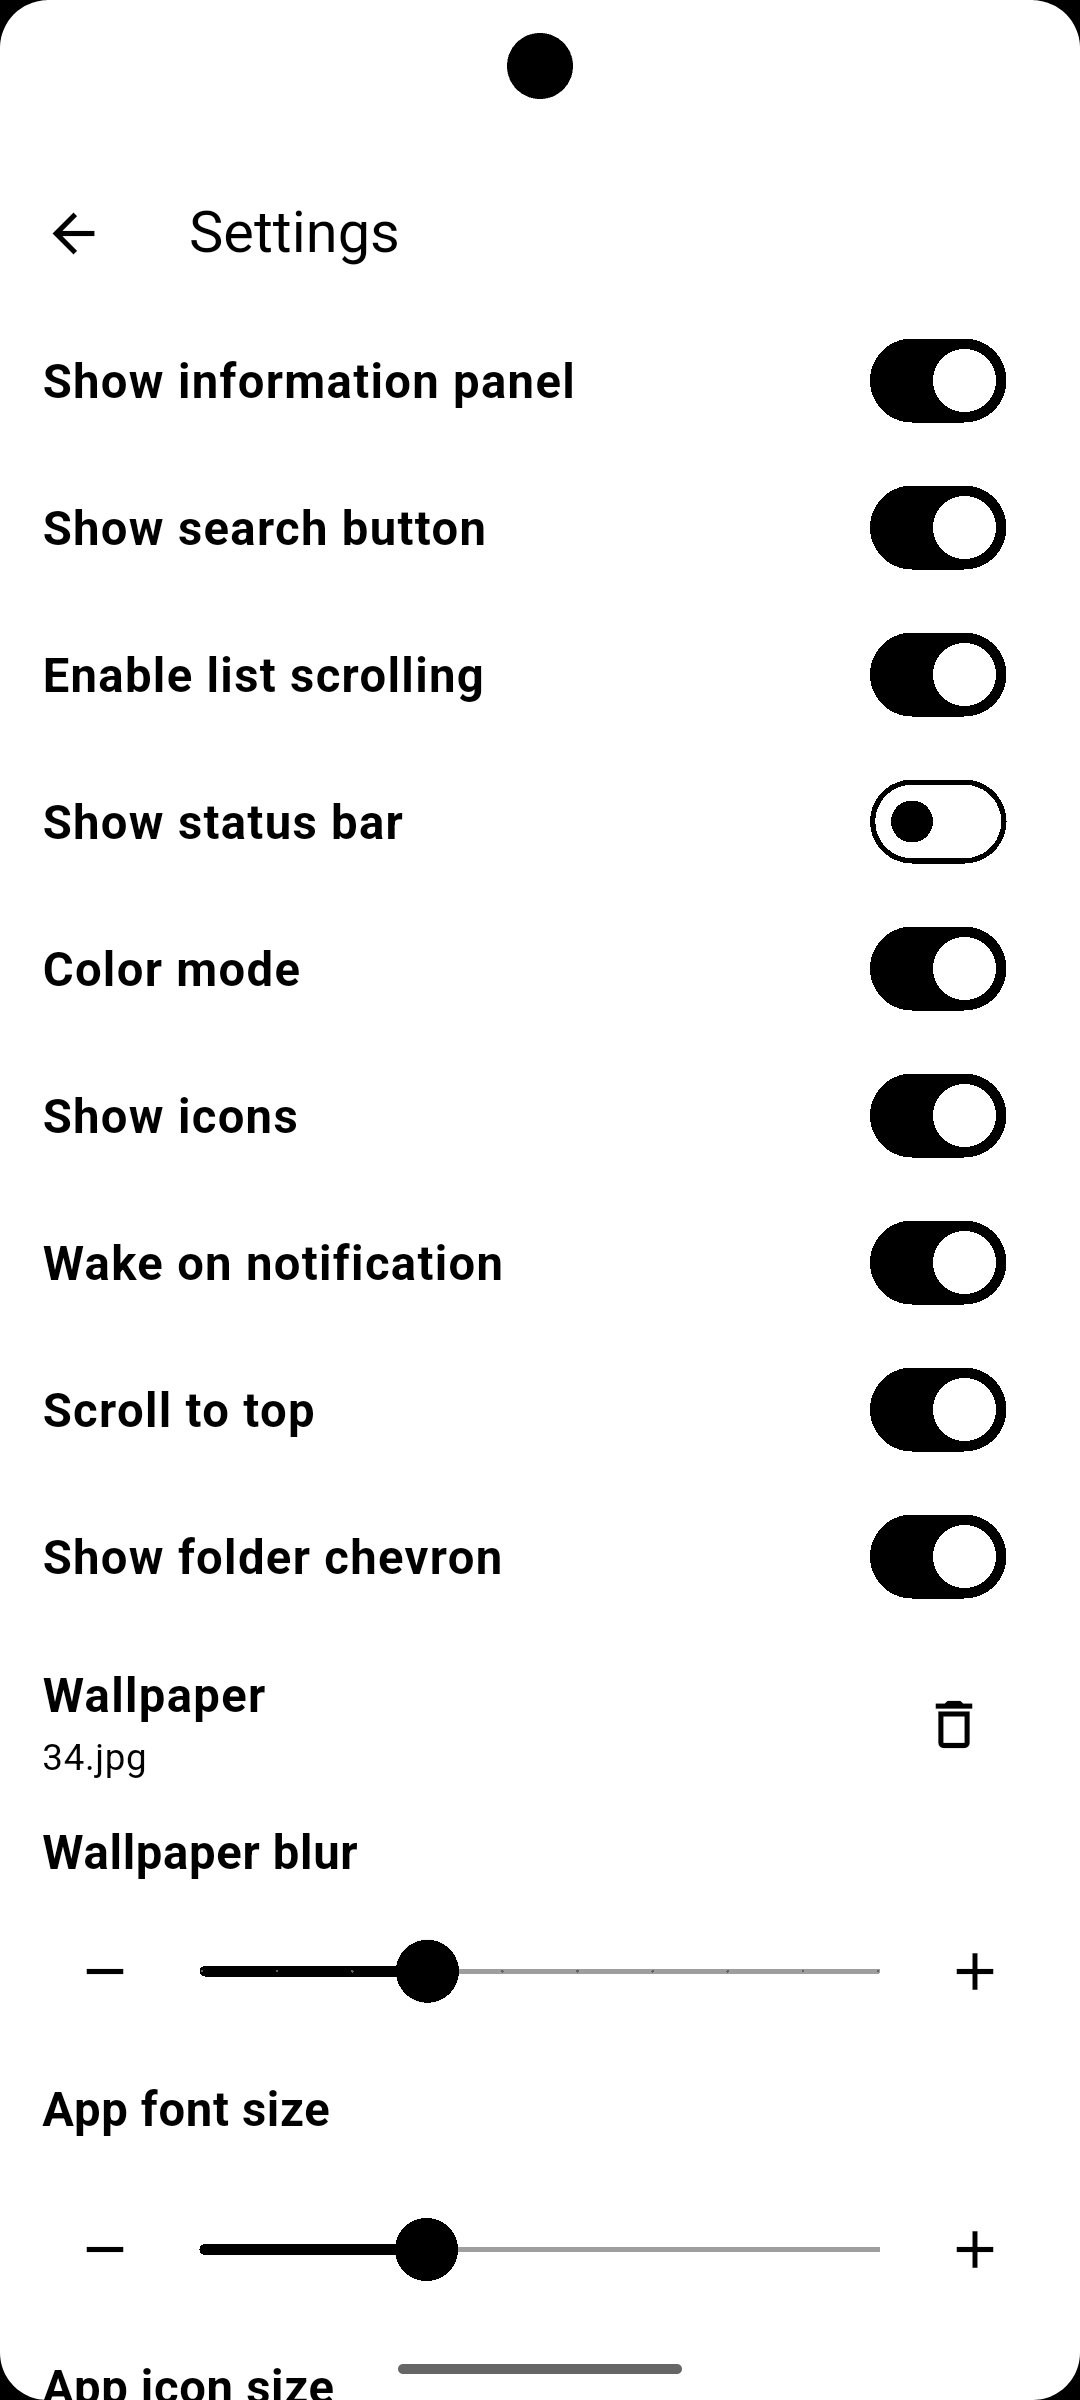 Settings
Show information panel
Show search button
Enable list scrolling
Show status bar
Color mode
Show icons
Wake on notification
Scroll to top
Show folder chevron
Wallpaper
34.jpg
Wallpaper blur
App font size
App icon size